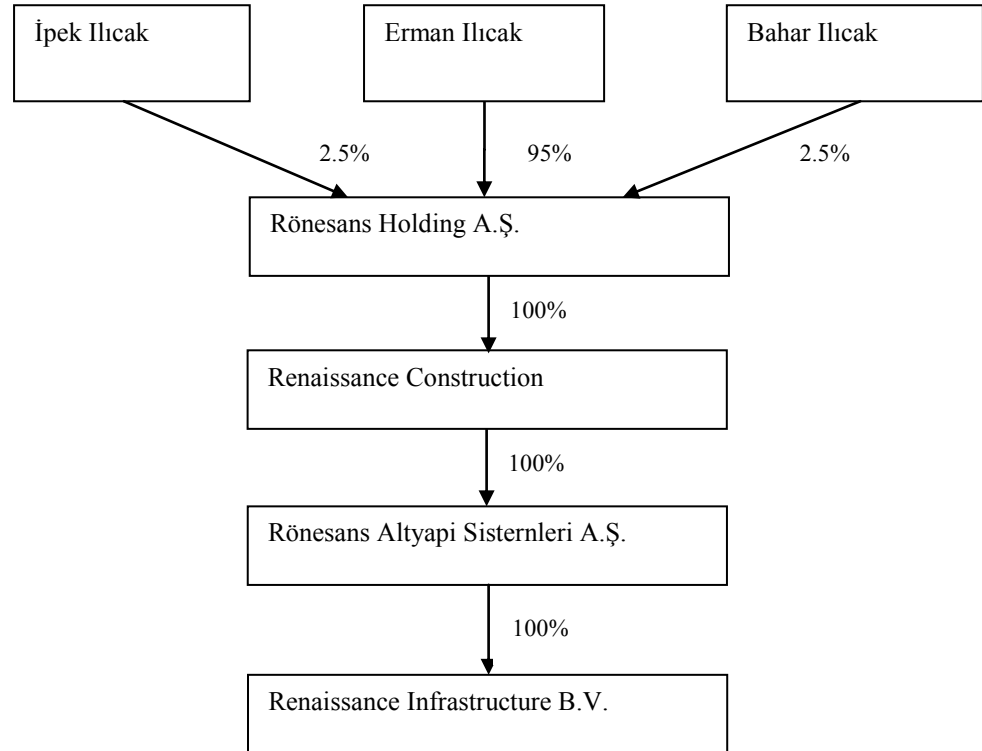 İpek Ilıcak
Erman Ilıcak
Bahar Ilıcak
2.5%
95%
2.5%
Rönesans Holding A.Ş.
100%
Renaissance Construction
100%
Rönesans Altyapi Sisternleri A.Ş.
100%
Renaissance Infrastructure B.V.